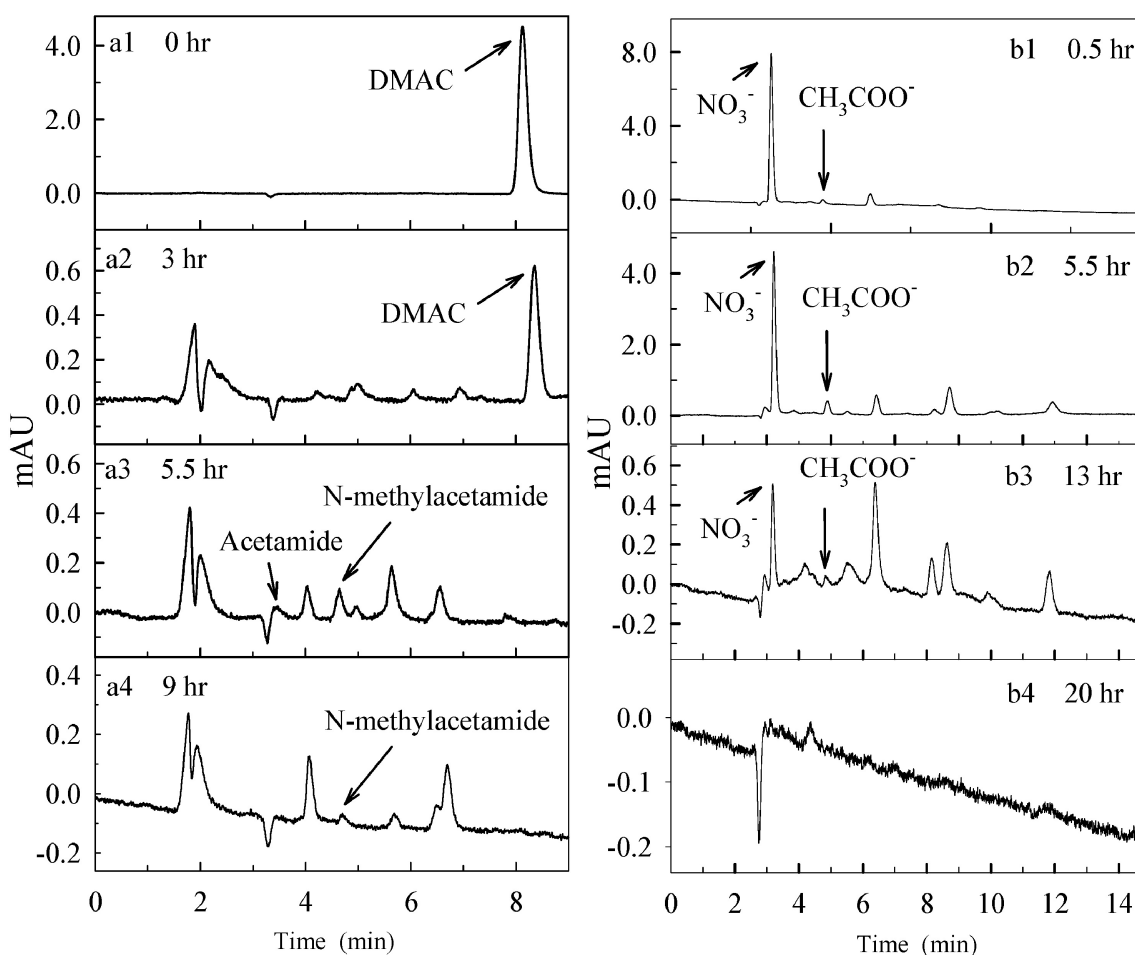 a1 0 hr
DMAC
4.0
2.0
0.0
a2 3 hr
DMAC
0.6
0.4
0.2
0.0
a3 5.5 hr
N-methylacetamide
Acetamide
0.6
0.4
0.2
0.0
a4 9 hr
N-methylacetamide
0.4
0.2
0.0
-0.2
mAU
0 2 4 6 8
Time (min)
b1 0.5 hr
NO₃⁻
CH₃COO⁻
8.0
4.0
0.0
b2 5.5 hr
NO₃⁻
CH₃COO⁻
4.0
2.0
0.0
b3 13 hr
CH₃COO⁻
NO₃⁻
0.6
0.4
0.2
0.0
-0.2
b4 20 hr
0.0
-0.1
-0.2
mAU
0 2 4 6 8 10 12 14
Time (min)